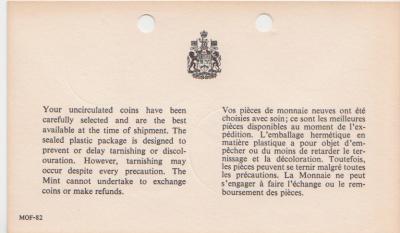 Your uncirculated coins have been
carefully selected and are the best
available at the time of shipment. The
sealed plastic package is designed to
prevent or delay tarnishing or discol-
ouration. However, tarnishing may
occur despite every precaution. The
Mint cannot undertake to exchange
coins or make refunds.
Vos pièces de monnaie neuves ont été
choisies avec soin; ce sont les meilleures
pièces disponibles au moment de l'ex-
pédition. L'emballage hermétique en
matière plastique a pour objet d'em-
pêcher ou du moins de retarder le ter-
nissage et la décoloration. Toutefois,
les pièces peuvent se ternir malgré toutes
les précautions. La Monnaie ne peut
s'engager à faire l'échange ou le rem-
boursement des pièces.
MOF-82